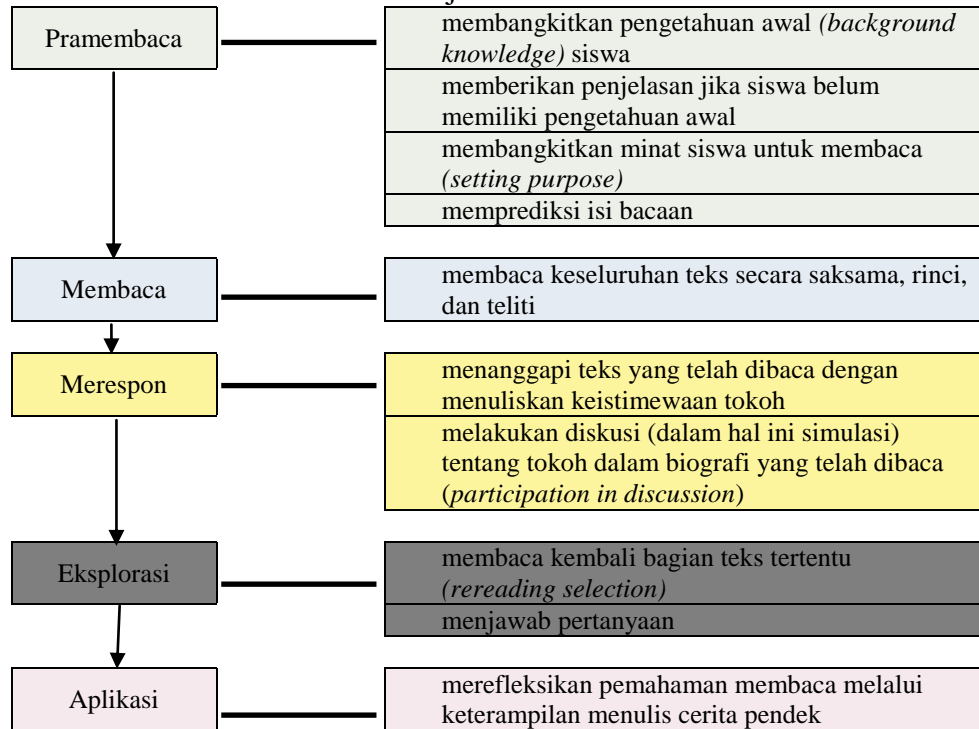 Pramembaca
membangkitkan pengetahuan awal (background
knowledge) siswa
memberikan penjelasan jika siswa belum
memiliki pengetahuan awal
membangkitkan minat siswa untuk membaca
(setting purpose)
memprediksi isi bacaan
Membaca
membaca keseluruhan teks secara saksama, rinci,
dan teliti
Merespon
menanggapi teks yang telah dibaca dengan
menuliskan keistimewaan tokoh
melakukan diskusi (dalam hal ini simulasi)
tentang tokoh dalam biografi yang telah dibaca
(participation in discussion)
Eksplorasi
membaca kembali bagian teks tertentu
(rereading selection)
menjawab pertanyaan
Aplikasi
merefleksikan pemahaman membaca melalui
keterampilan menulis cerita pendek